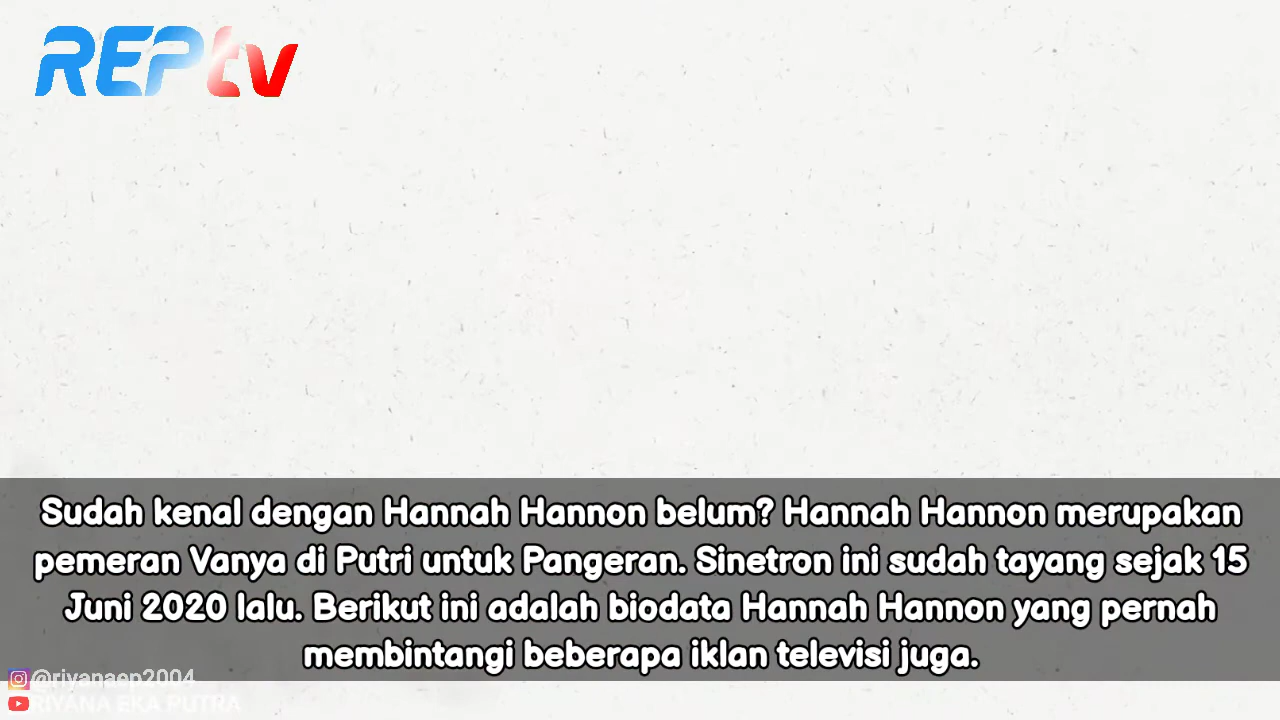 REPtv
Sudah kenal dengan Hannah Hannon belum? Hannah Hannon merupakan
pemeran Vanya di Putri untuk Pangeran. Sinetron ini sudah tayang sejak 15
Juni 2020 lalu. Berikut ini adalah biodata Hannah Hannon yang pernah
membintangi beberapa iklan televisi juga.
@riyanaep2004
RIYANA EKA PUTRA